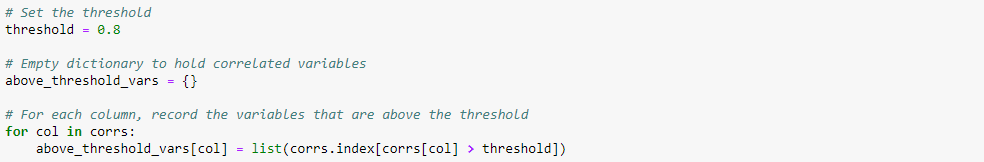 # Set the threshold
threshold = 0.8
# Empty dictionary to hold correlated variables
above_threshold_vars = {}
# For each column, record the variables that are above the threshold
for col in corrs:
    above_threshold_vars[col] = list(corrs.index[corrs[col] > threshold])